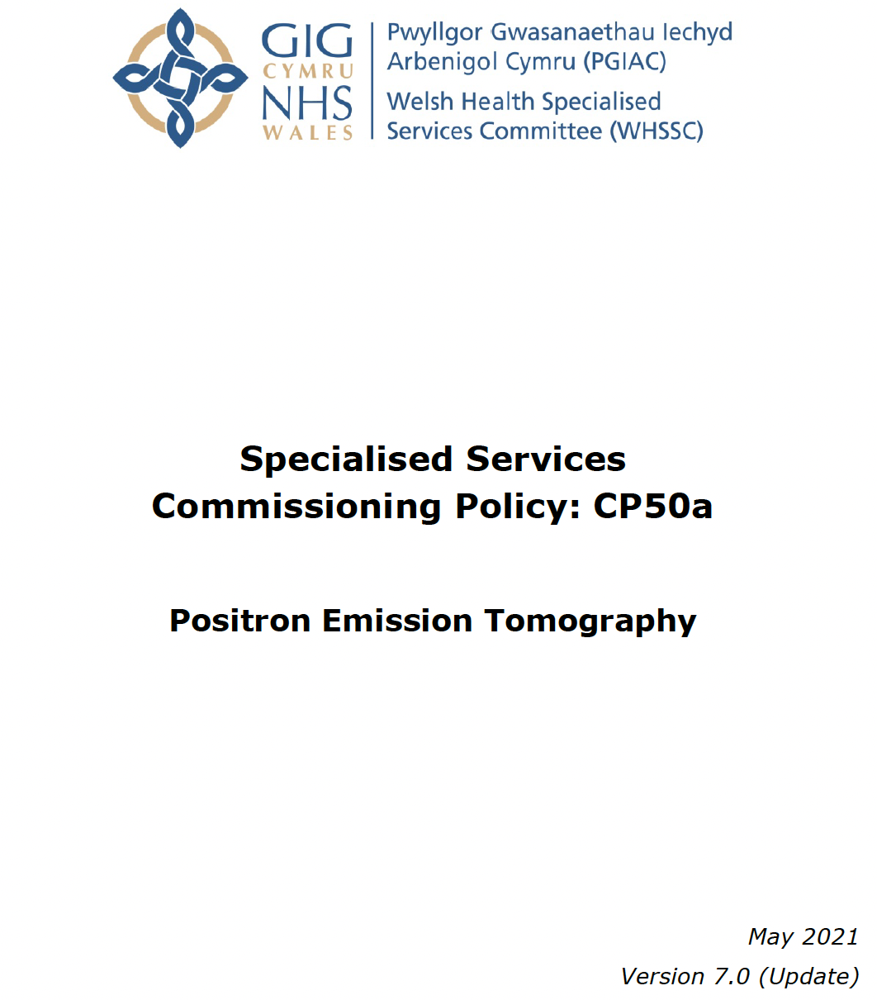 GIG
CYMRU
NHS
WALES
Pwyllgor Gwasanaethau Iechyd
Arbenigol Cymru (PGIAC)
Welsh Health Specialised
Services Committee (WHSSC)
Specialised Services
Commissioning Policy: CP50a
Positron Emission Tomography
May 2021
Version 7.0 (Update)